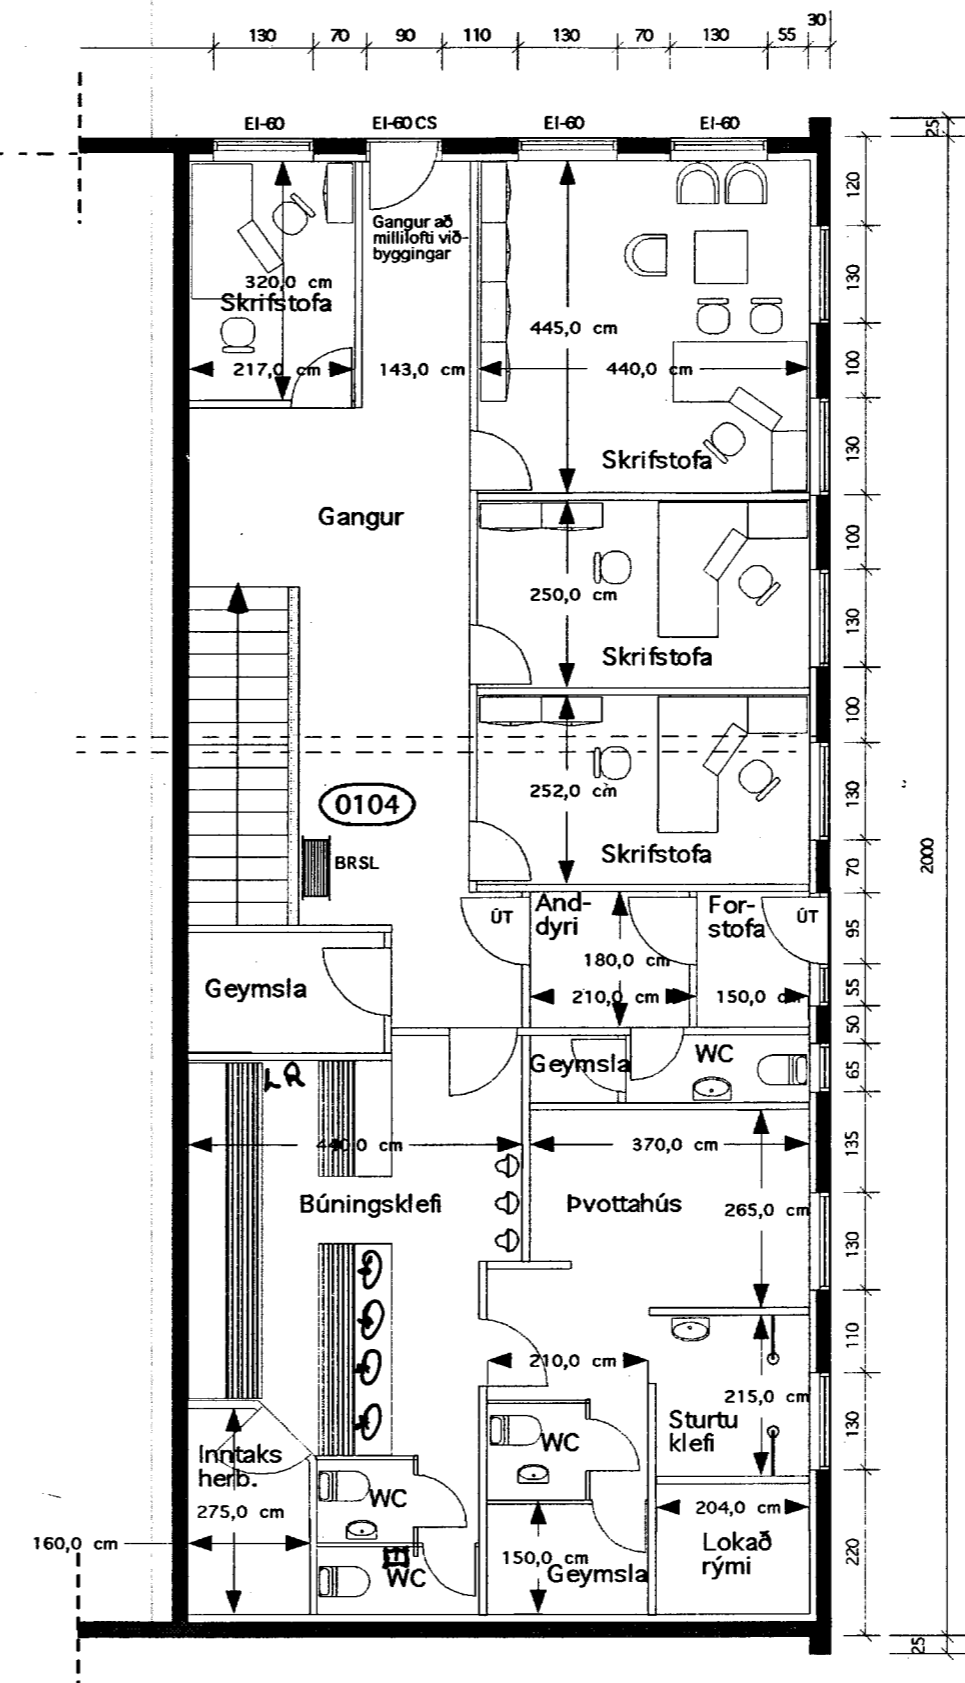 130 70 90 110 130 70 130 55 30
EI-60 EI-60 CS EI-60 EI-60
25
120
130
100
130
100
130
100
130
70
95
55
50
65
135
130
110
130
220
25
2000
Gangur að
millilofti við-
byggingar
320,0 cm
Skrifstofa
217,0 cm
143,0 cm
445,0 cm
440,0 cm
Skrifstofa
Gangur
250,0 cm
Skrifstofa
252,0 cm
Skrifstofa
0104
BRSL
ÚT
And-
dyri
For-
stofa
ÚT
180,0 cm
210,0 cm
150,0 cm
Geymsla
Geymsla
WC
LR
440,0 cm
370,0 cm
Búningsklefi
Þvottahús
265,0 cm
210,0 cm
215,0 cm
Sturtu
klefi
WC
Inntaks
herb.
275,0 cm
160,0 cm
WC
WC
150,0 cm
Geymsla
204,0 cm
Lokað
rými